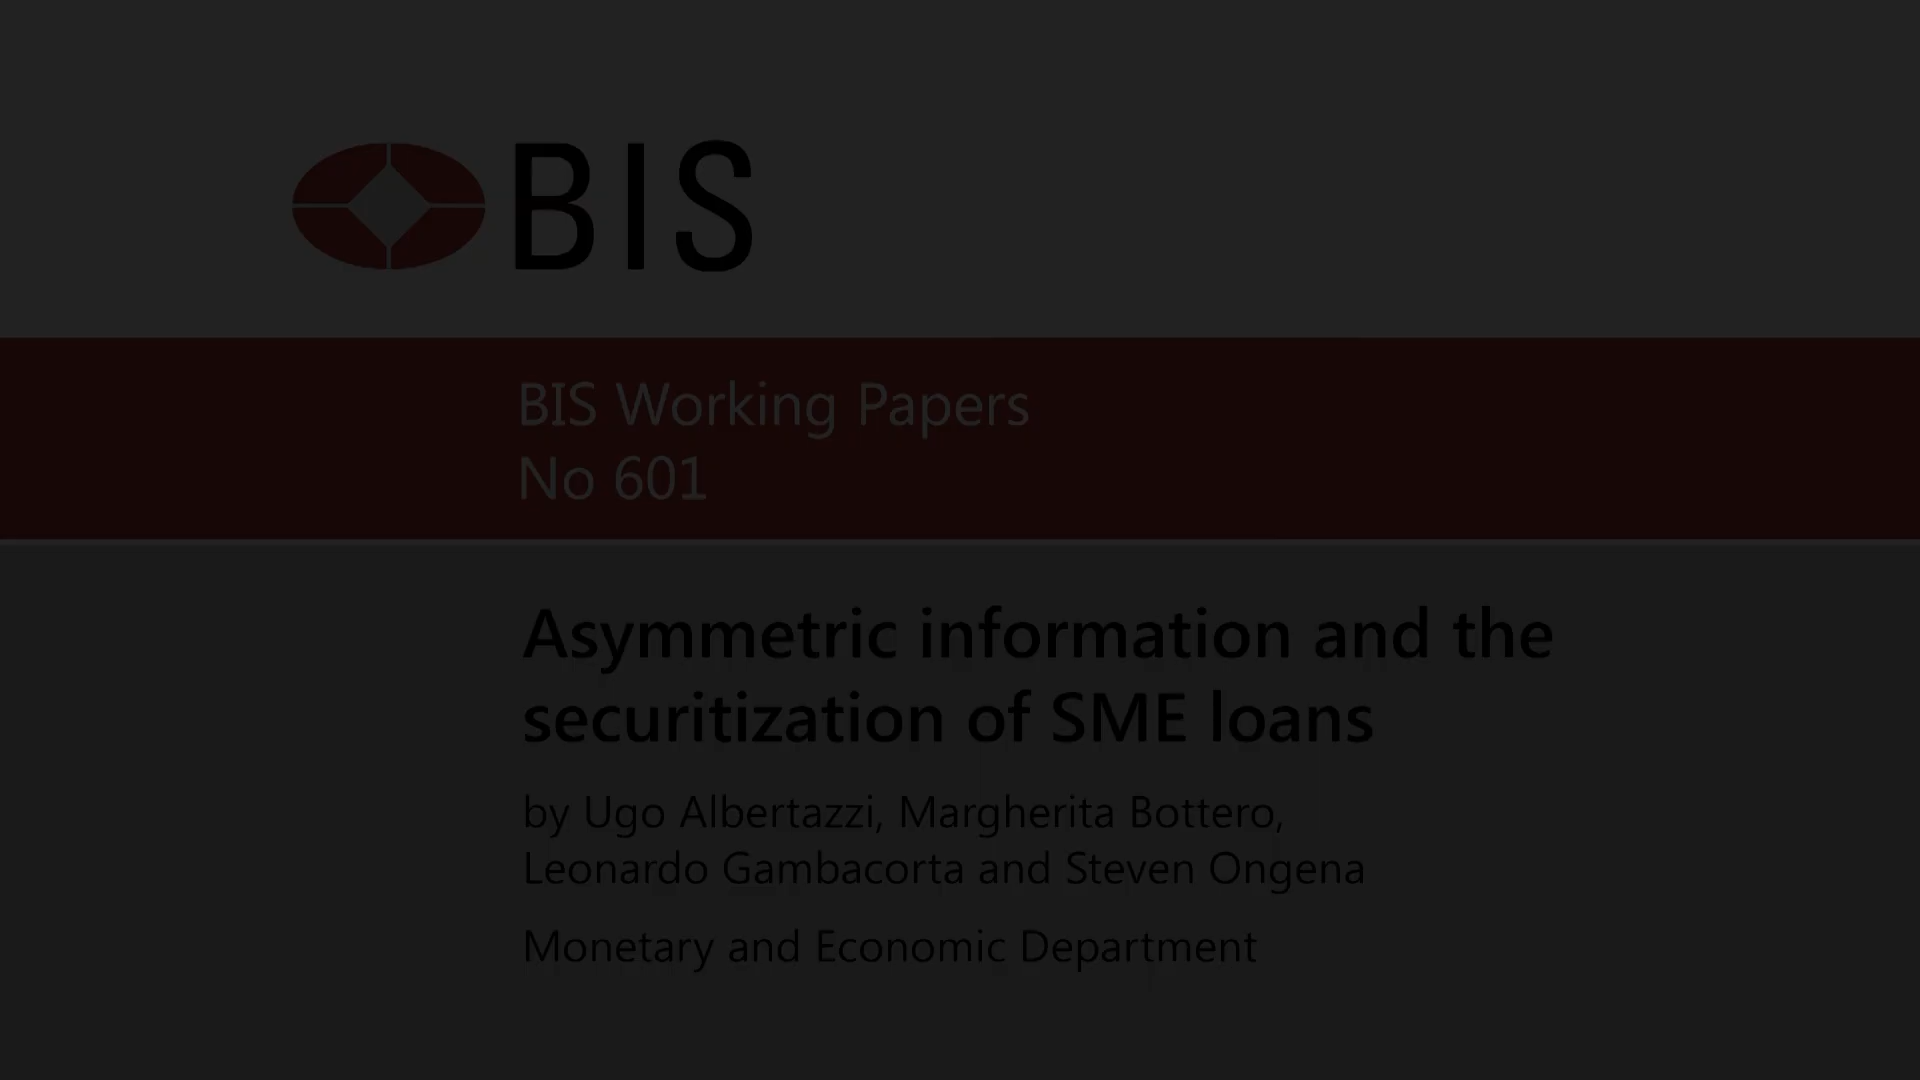 BIS
BIS Working Papers
No 601
Asymmetric information and the
securitization of SME loans
by Ugo Albertazzi, Margherita Bottero,
Leonardo Gambacorta and Steven Ongena
Monetary and Economic Department